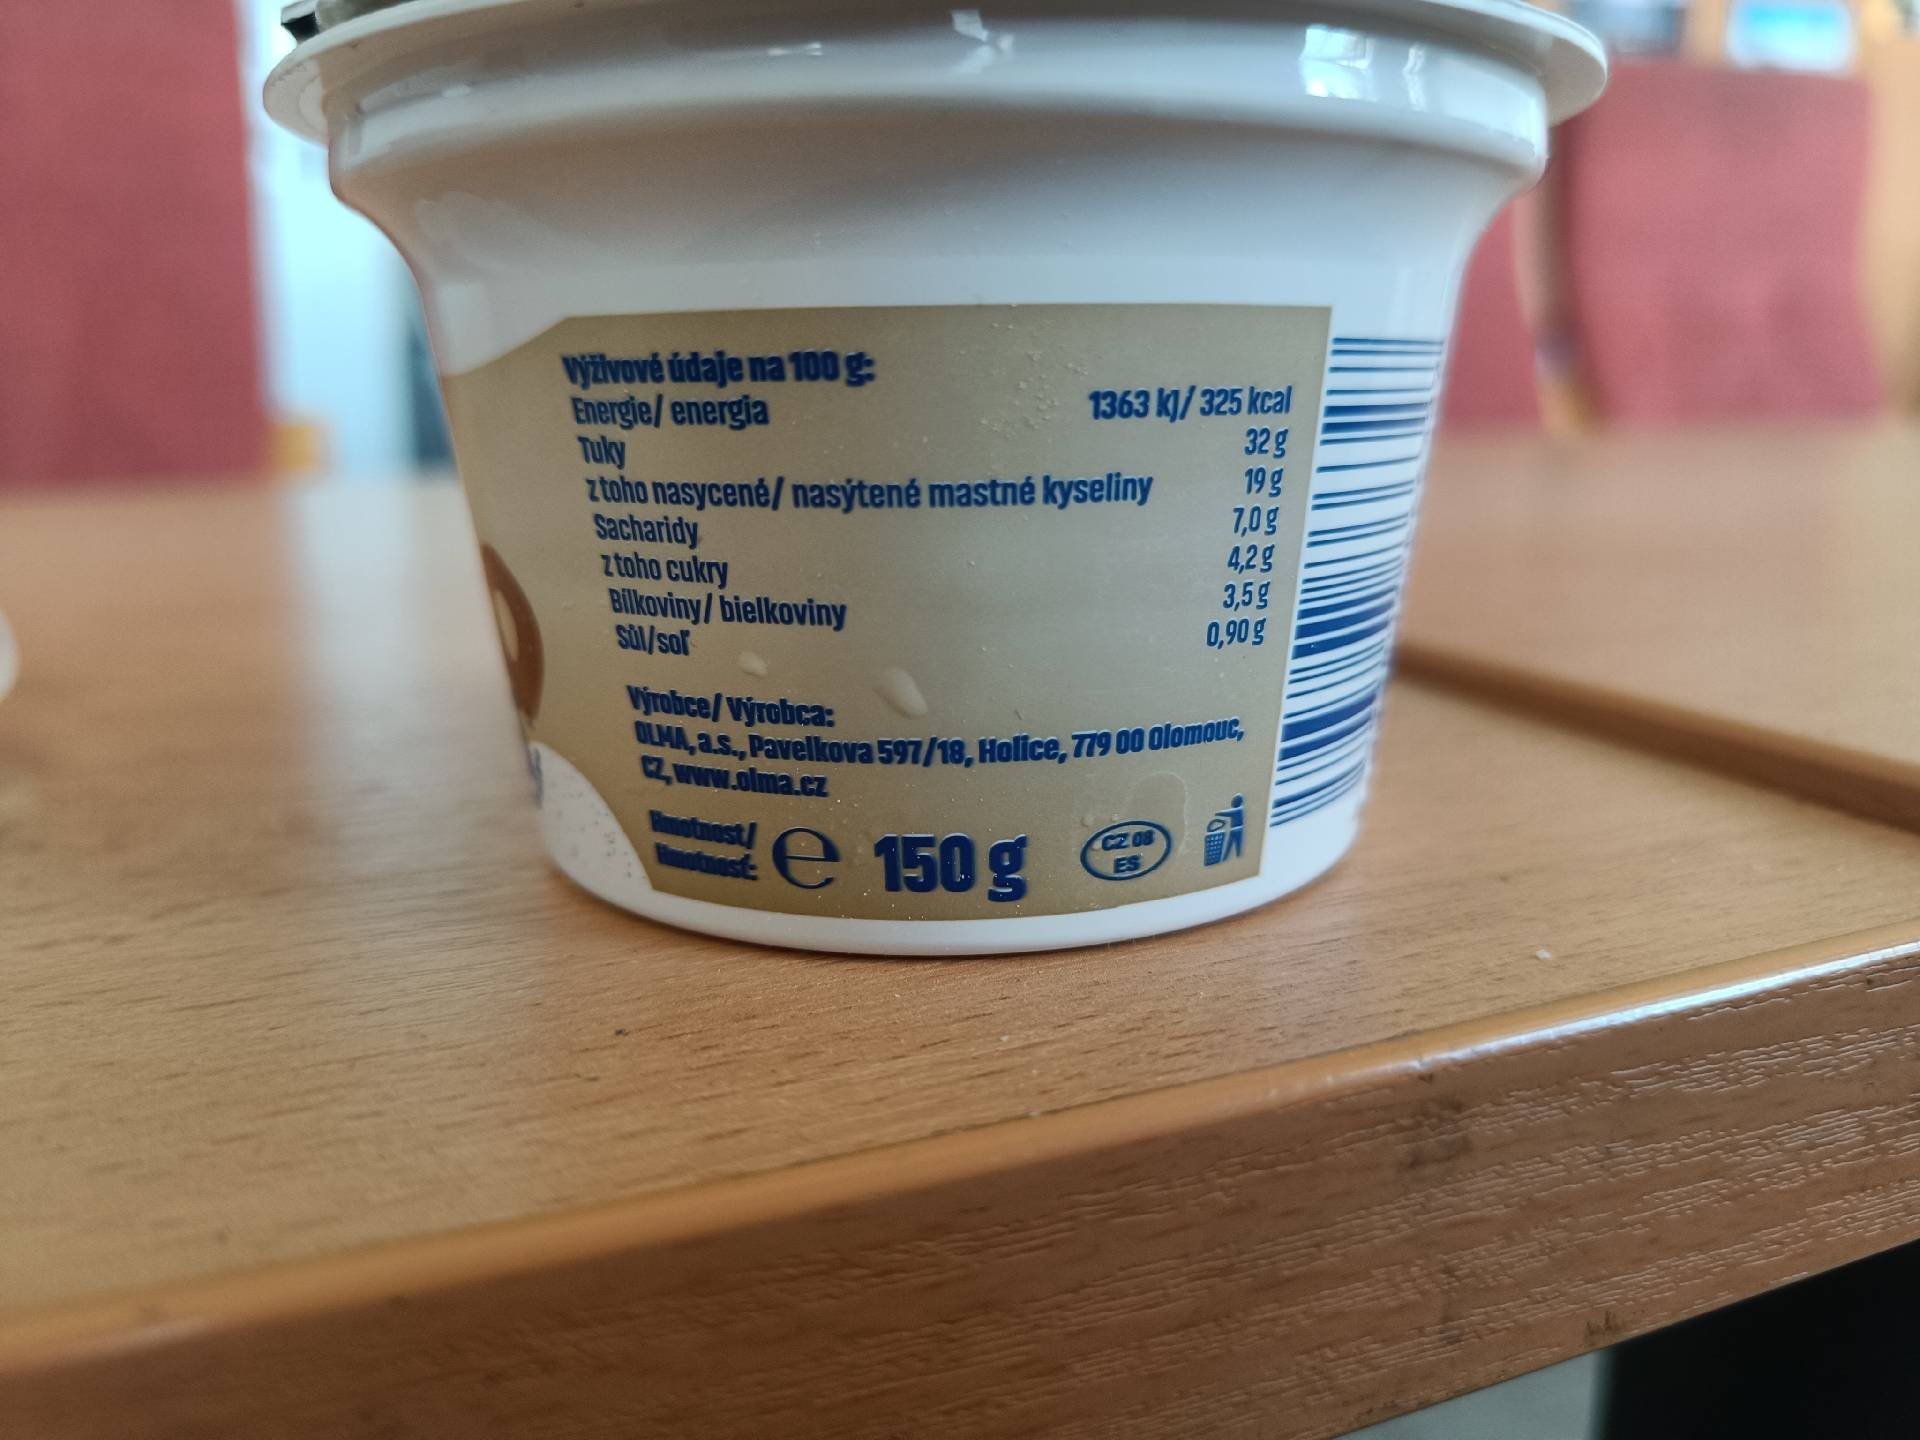 Výživové údaje na 100 g:
Energie/ energia 1363 kJ/ 325 kcal
Tuky 32 g
z toho nasycené/ nasýtené mastné kyseliny 19 g
Sacharidy 7,0 g
z toho cukry 4,2 g
Bílkoviny/ bielkoviny 3,5 g
Sůl/soľ 0,90 g
Výrobce/ Výrobca:
OLMA, a.s., Pavelkova 597/18, Holice, 779 00 Olomouc,
CZ, www.olma.cz
Hmotnost/
Hmotnosť: e 150 g
CZ 08
ES